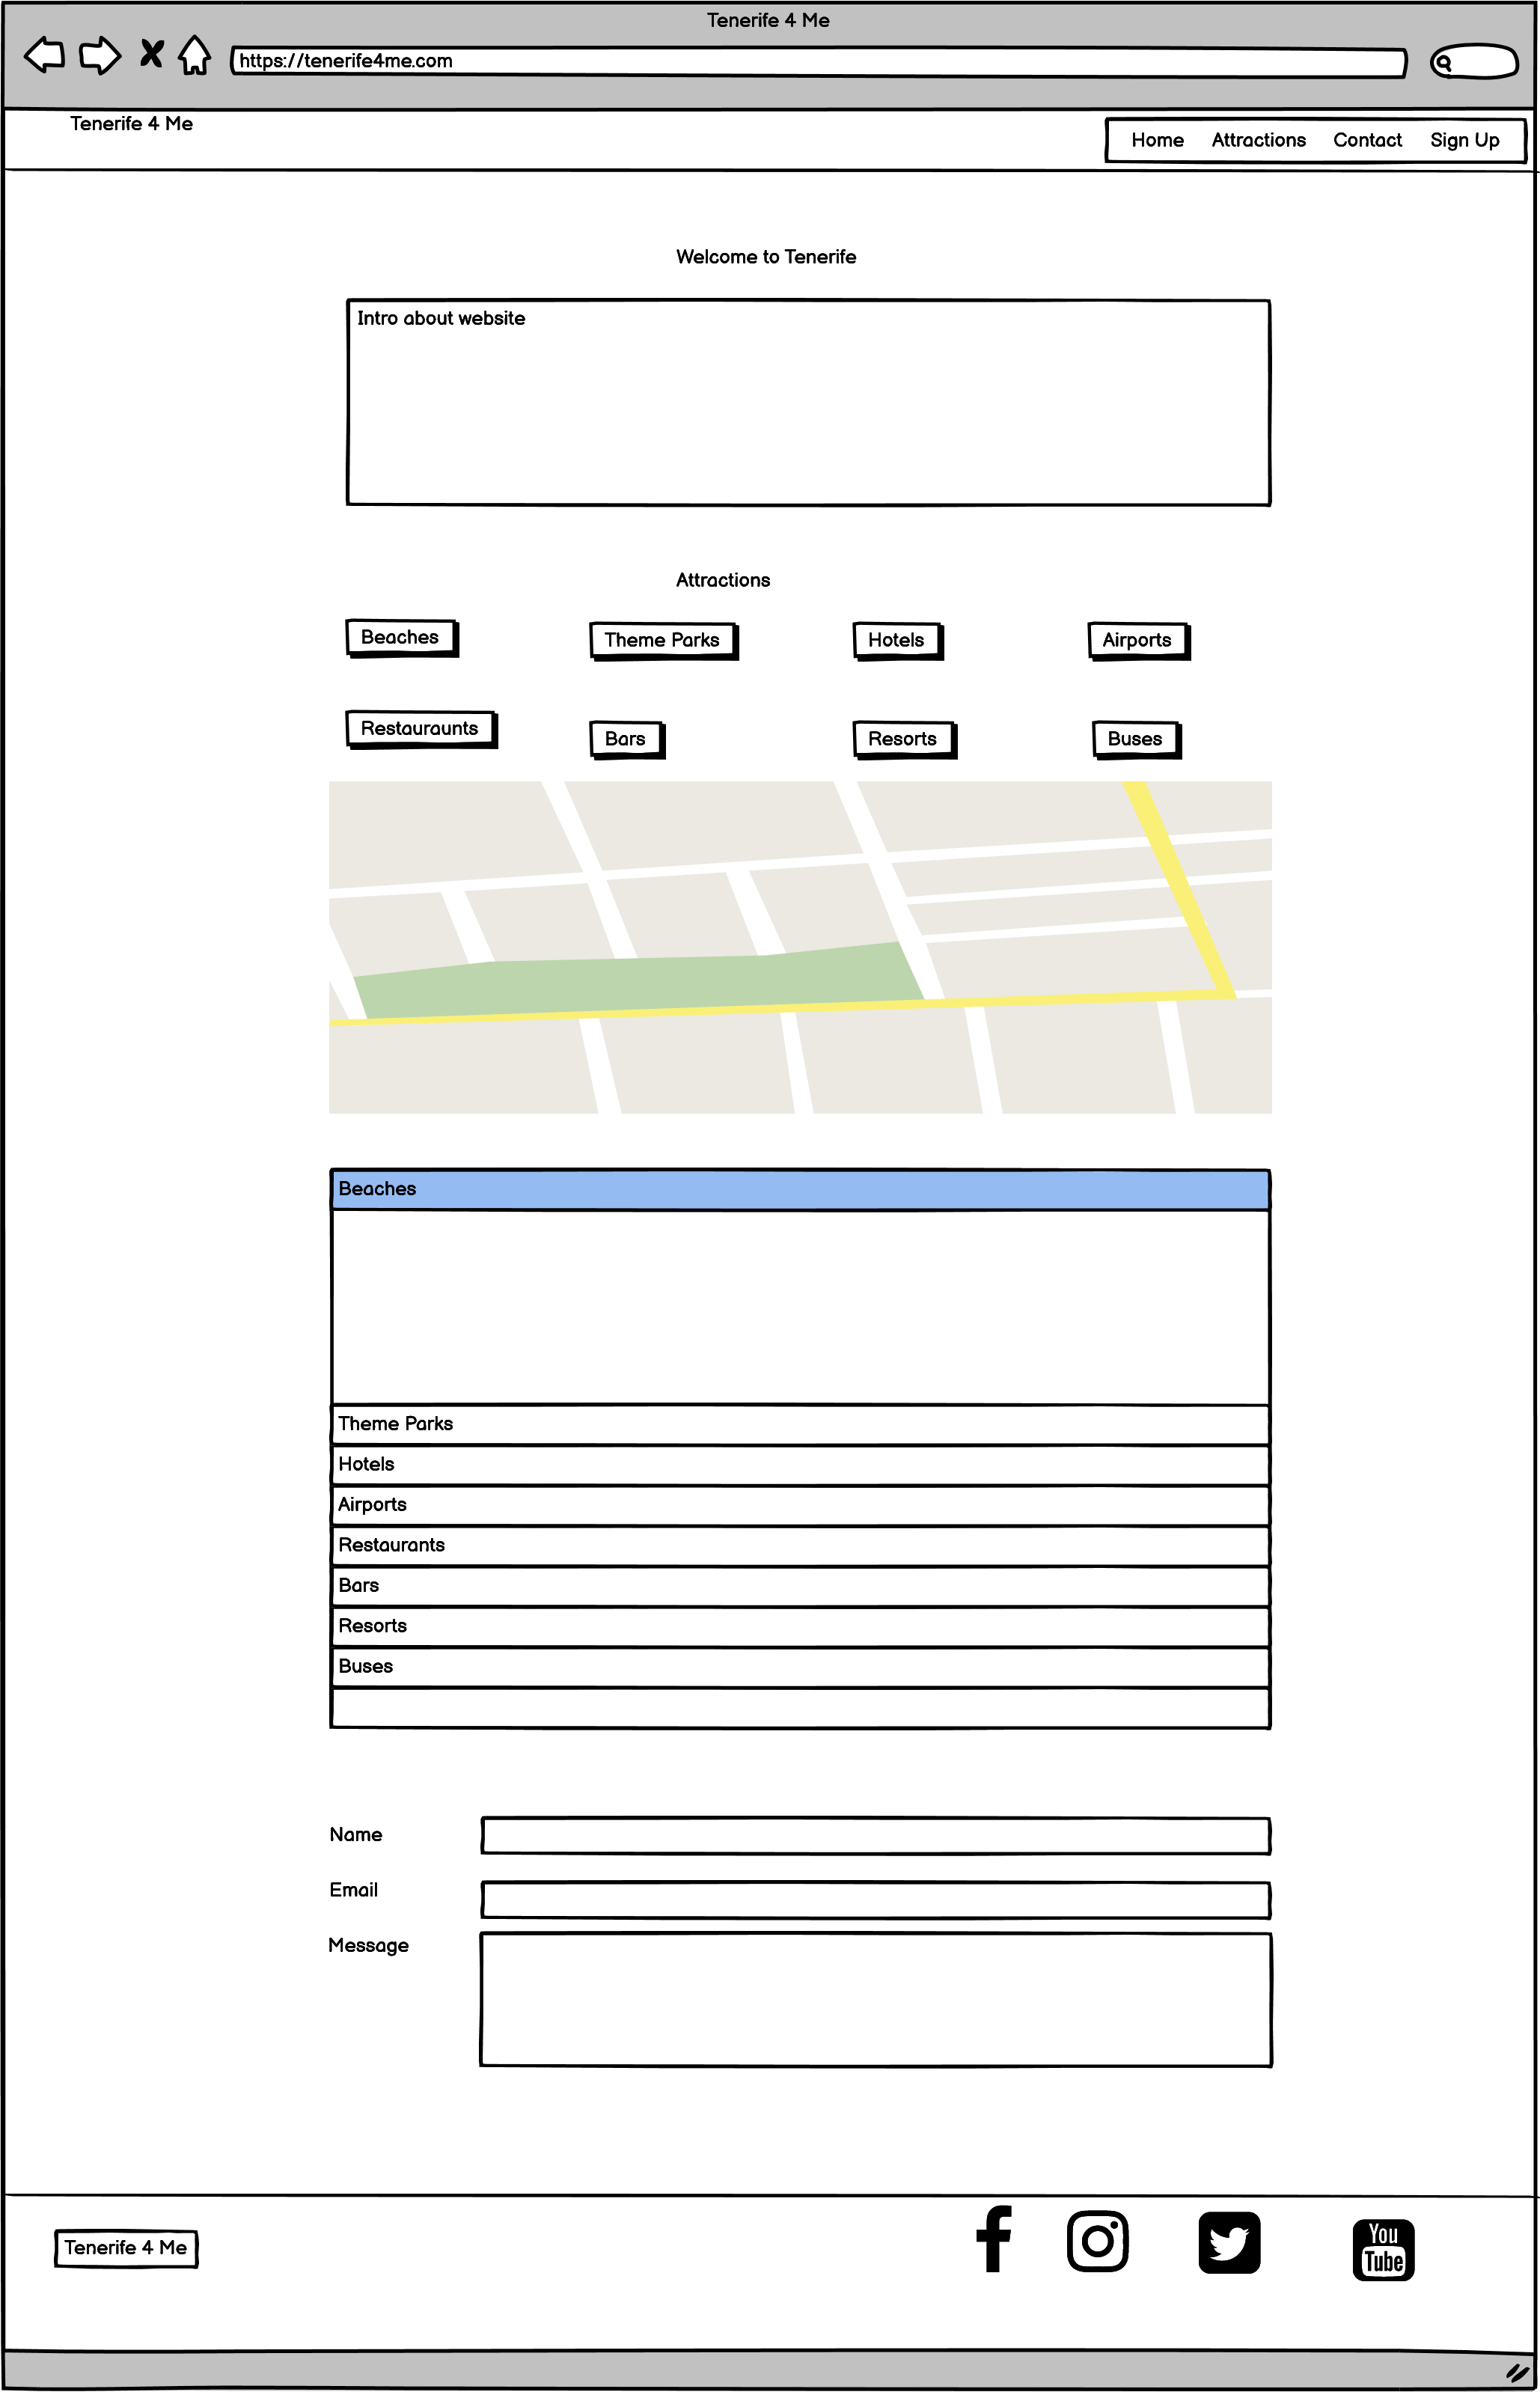 Tenerife 4 Me
https://tenerife4me.com
Tenerife 4 Me
Home Attractions Contact Sign Up
Welcome to Tenerife
Intro about website
Attractions
Beaches Theme Parks Hotels Airports
Restauraunts Bars Resorts Buses
Beaches
Theme Parks
Hotels
Airports
Restaurants
Bars
Resorts
Buses
Name
Email
Message
Tenerife 4 Me
You
Tube